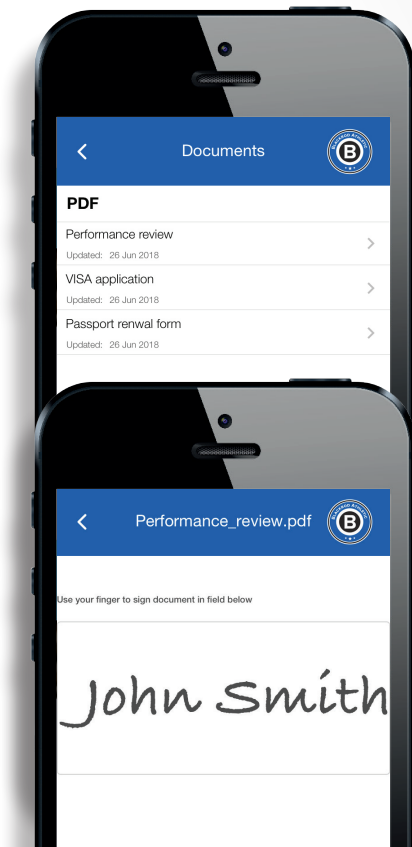 Documents
B
PDF
Performance review
Updated: 26 Jun 2018
VISA application
Updated: 26 Jun 2018
Passport renwal form
Updated: 26 Jun 2018
Performance_review.pdf
B
Use your finger to sign document in field below
John Smith